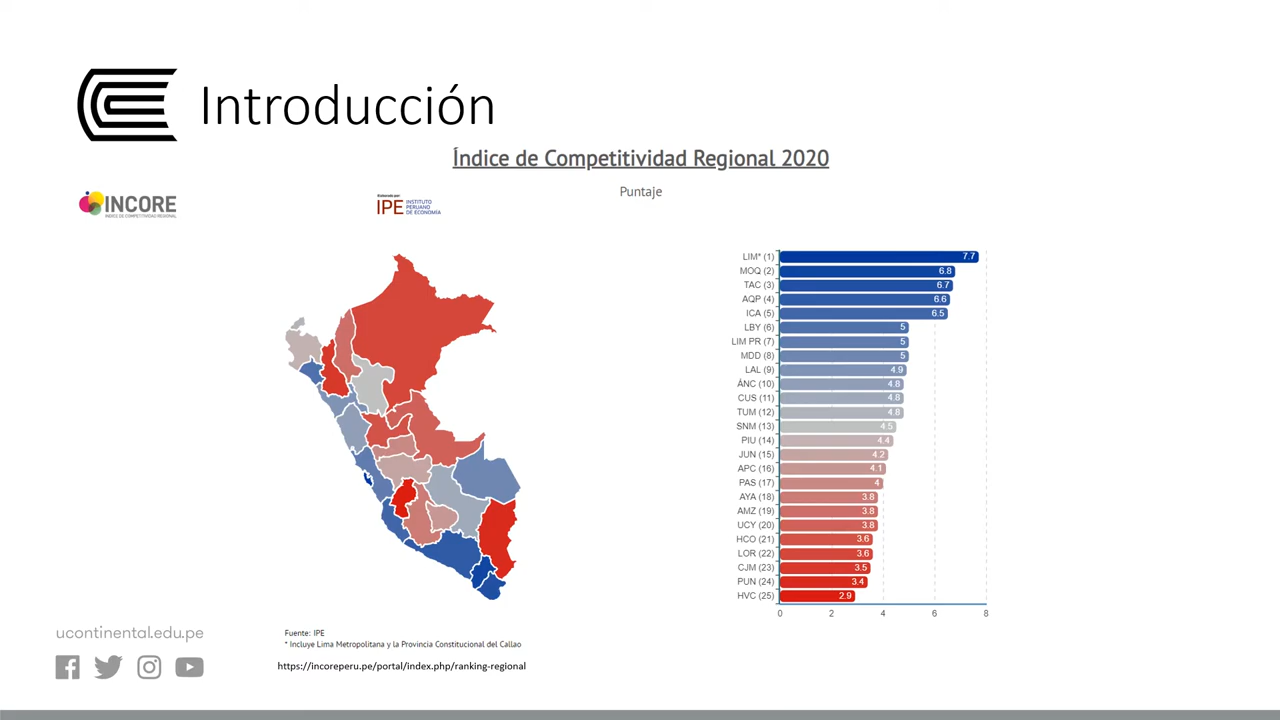 Introducción
Índice de Competitividad Regional 2020
Puntaje
INCORE
ÍNDICE DE COMPETITIVIDAD REGIONAL
Elaborado por:
IPE INSTITUTO
PERUANO
DE ECONOMÍA
LIM* (1) 7.7
MOQ (2) 6.8
TAC (3) 6.7
AQP (4) 6.6
ICA (5) 6.5
LBY (6) 5
LIM PR (7) 5
MDD (8) 5
LAL (9) 4.9
ÁNC (10) 4.8
CUS (11) 4.8
TUM (12) 4.8
SNM (13) 4.5
PIU (14) 4.4
JUN (15) 4.2
APC (16) 4.1
PAS (17) 4
AYA (18) 3.8
AMZ (19) 3.8
UCY (20) 3.8
HCO (21) 3.6
LOR (22) 3.6
CJM (23) 3.5
PUN (24) 3.4
HVC (25) 2.9
0 2 4 6 8
ucontinental.edu.pe
Fuente: IPE
* Incluye Lima Metropolitana y la Provincia Constitucional del Callao
https://incoreperu.pe/portal/index.php/ranking-regional